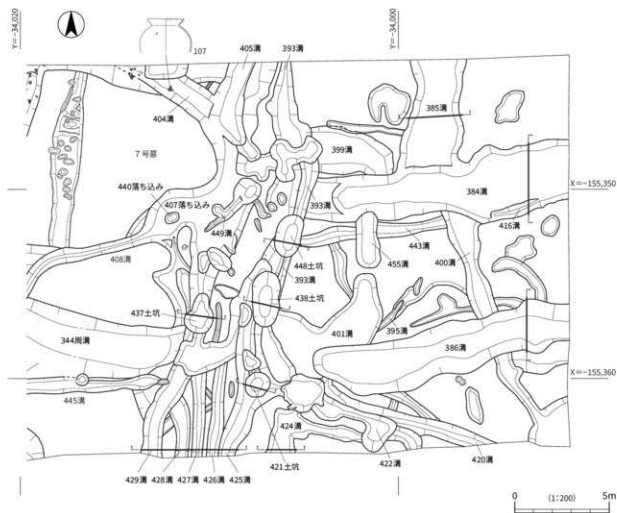 Y=−34,020
Y=−34,000
107
405溝
393溝
404溝
385溝
399溝
7号墓
X=−155,350
440落ち込み
407落ち込み
384溝
393溝
416溝
449溝
443溝
408溝
448土坑
455溝
400溝
393溝
438土坑
437土坑
395溝
401溝
344周溝
386溝
X=−155,360
445溝
424溝
429溝
428溝
427溝
426溝
425溝
421土坑
422溝
420溝
0
(1:200)
5m